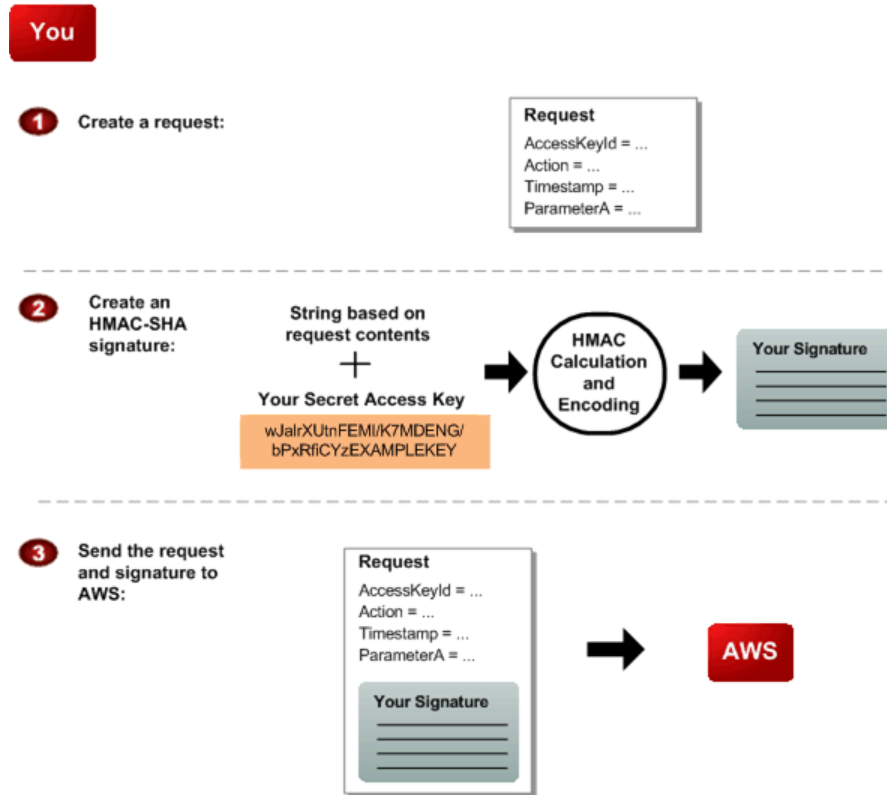 You
1
Create a request:
Request
AccessKeyId = ...
Action = ...
Timestamp = ...
ParameterA = ...
2
Create an
HMAC-SHA
signature:
String based on
request contents
+
Your Secret Access Key
wJalrXUtnFEMI/K7MDENG/
bPxRfiCYzEXAMPLEKEY
HMAC
Calculation
and
Encoding
Your Signature
3
Send the request
and signature to
AWS:
Request
AccessKeyId = ...
Action = ...
Timestamp = ...
ParameterA = ...
Your Signature
AWS